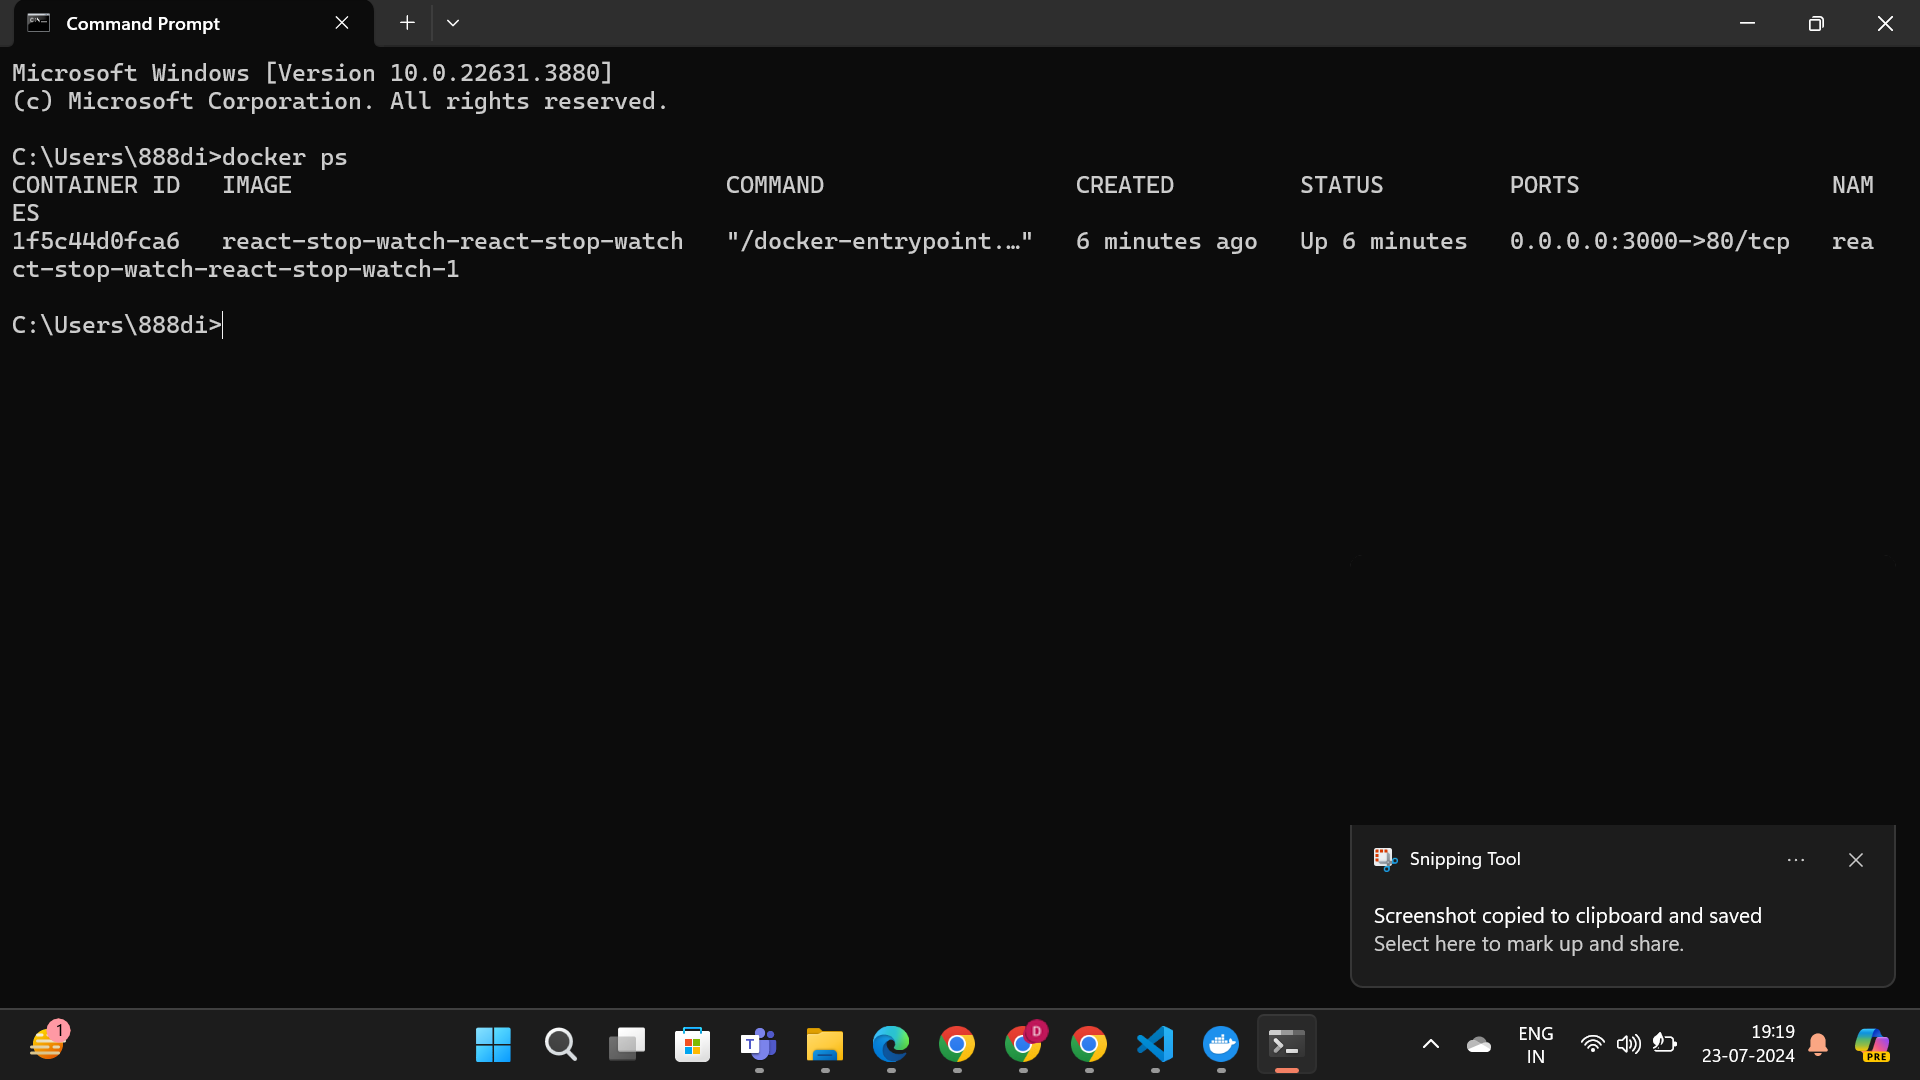 Command Prompt
Microsoft Windows [Version 10.0.22631.3880]
(c) Microsoft Corporation. All rights reserved.
C:\Users\888di>docker ps
CONTAINER ID   IMAGE                               COMMAND                  CREATED         STATUS         PORTS                  NAM
ES
1f5c44d0fca6   react-stop-watch-react-stop-watch   "/docker-entrypoint.…"   6 minutes ago   Up 6 minutes   0.0.0.0:3000->80/tcp   rea
ct-stop-watch-react-stop-watch-1
C:\Users\888di>
Snipping Tool
Screenshot copied to clipboard and saved
Select here to mark up and share.
1
T
D
ENG
IN
19:19
23-07-2024
PRE